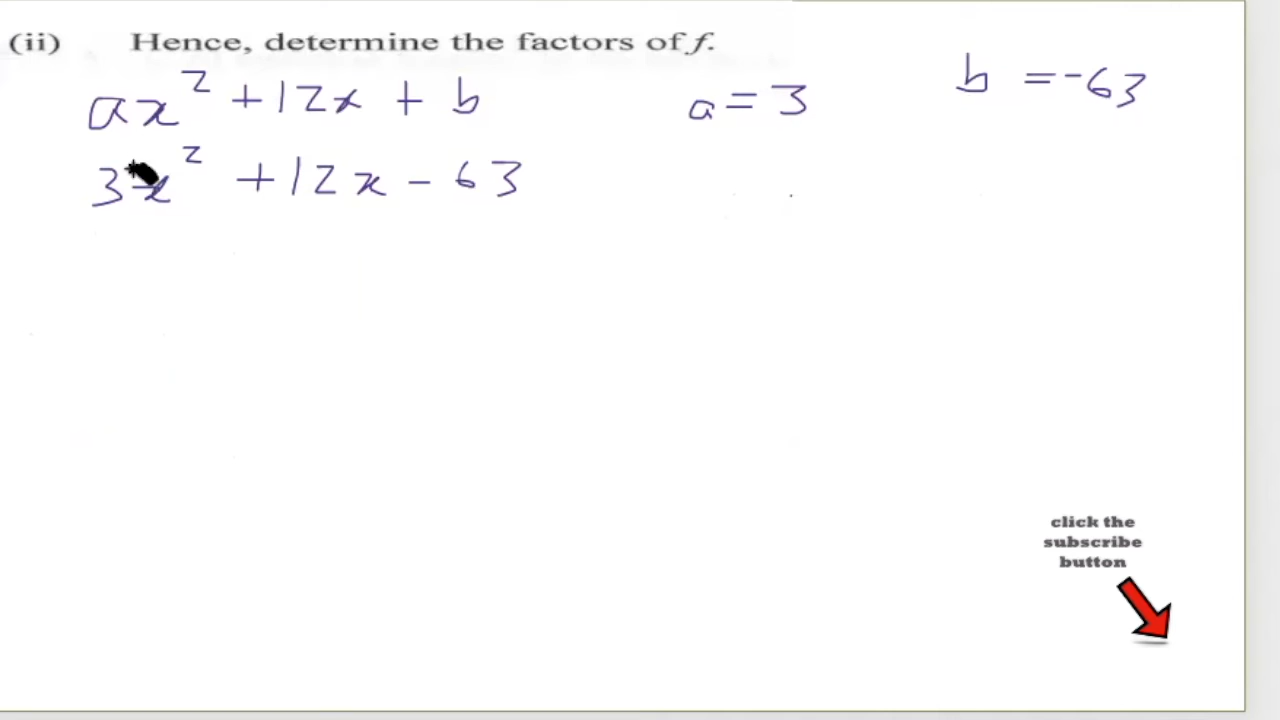 (ii) Hence, determine the factors of f.
ax² + 12x + b a = 3 b = -63
3x² + 12x - 63
click the
subscribe
button